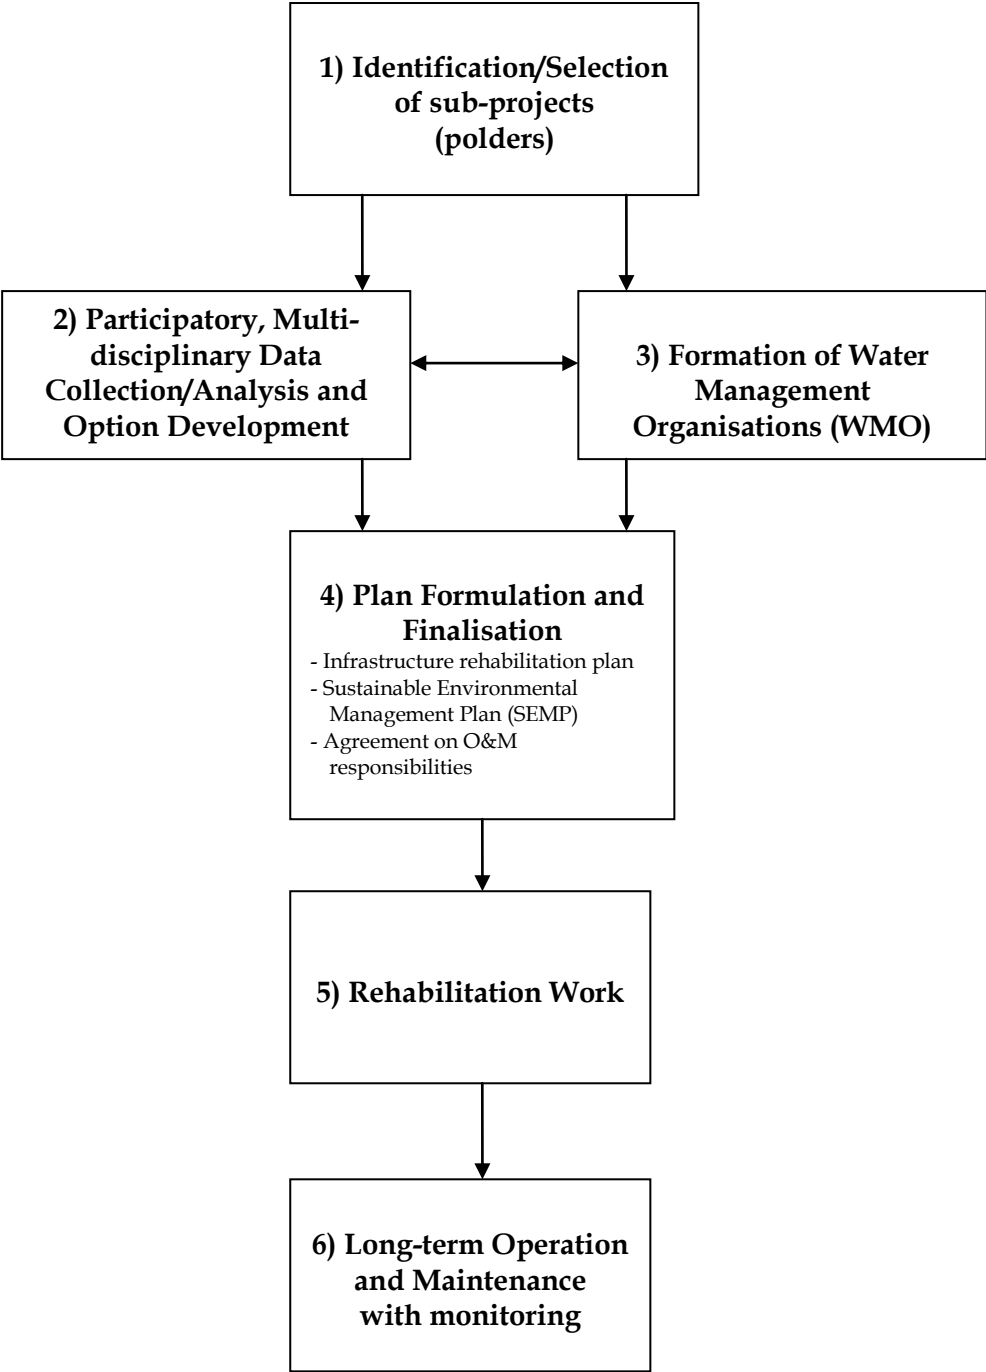 1) Identification/Selection
of sub-projects
(polders)
2) Participatory, Multi-
disciplinary Data
Collection/Analysis and
Option Development
3) Formation of Water
Management
Organisations (WMO)
4) Plan Formulation and
Finalisation
- Infrastructure rehabilitation plan
- Sustainable Environmental
Management Plan (SEMP)
- Agreement on O&M
responsibilities
5) Rehabilitation Work
6) Long-term Operation
and Maintenance
with monitoring